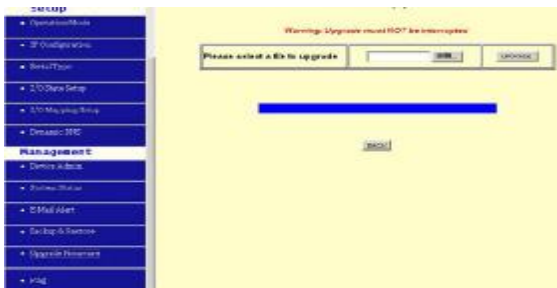 Setup
Operation Mode
IP Configuration
Serial Type
I/O State Setup
I/O Mapping Setup
Dynamic DNS
Management
Device Admin
System Status
E-Mail Alert
Backup & Restore
Upgrade Firmware
Ping
Warning: Upgrade must NOT be interrupted
Please select a file to upgrade
UPGRADE
BACK